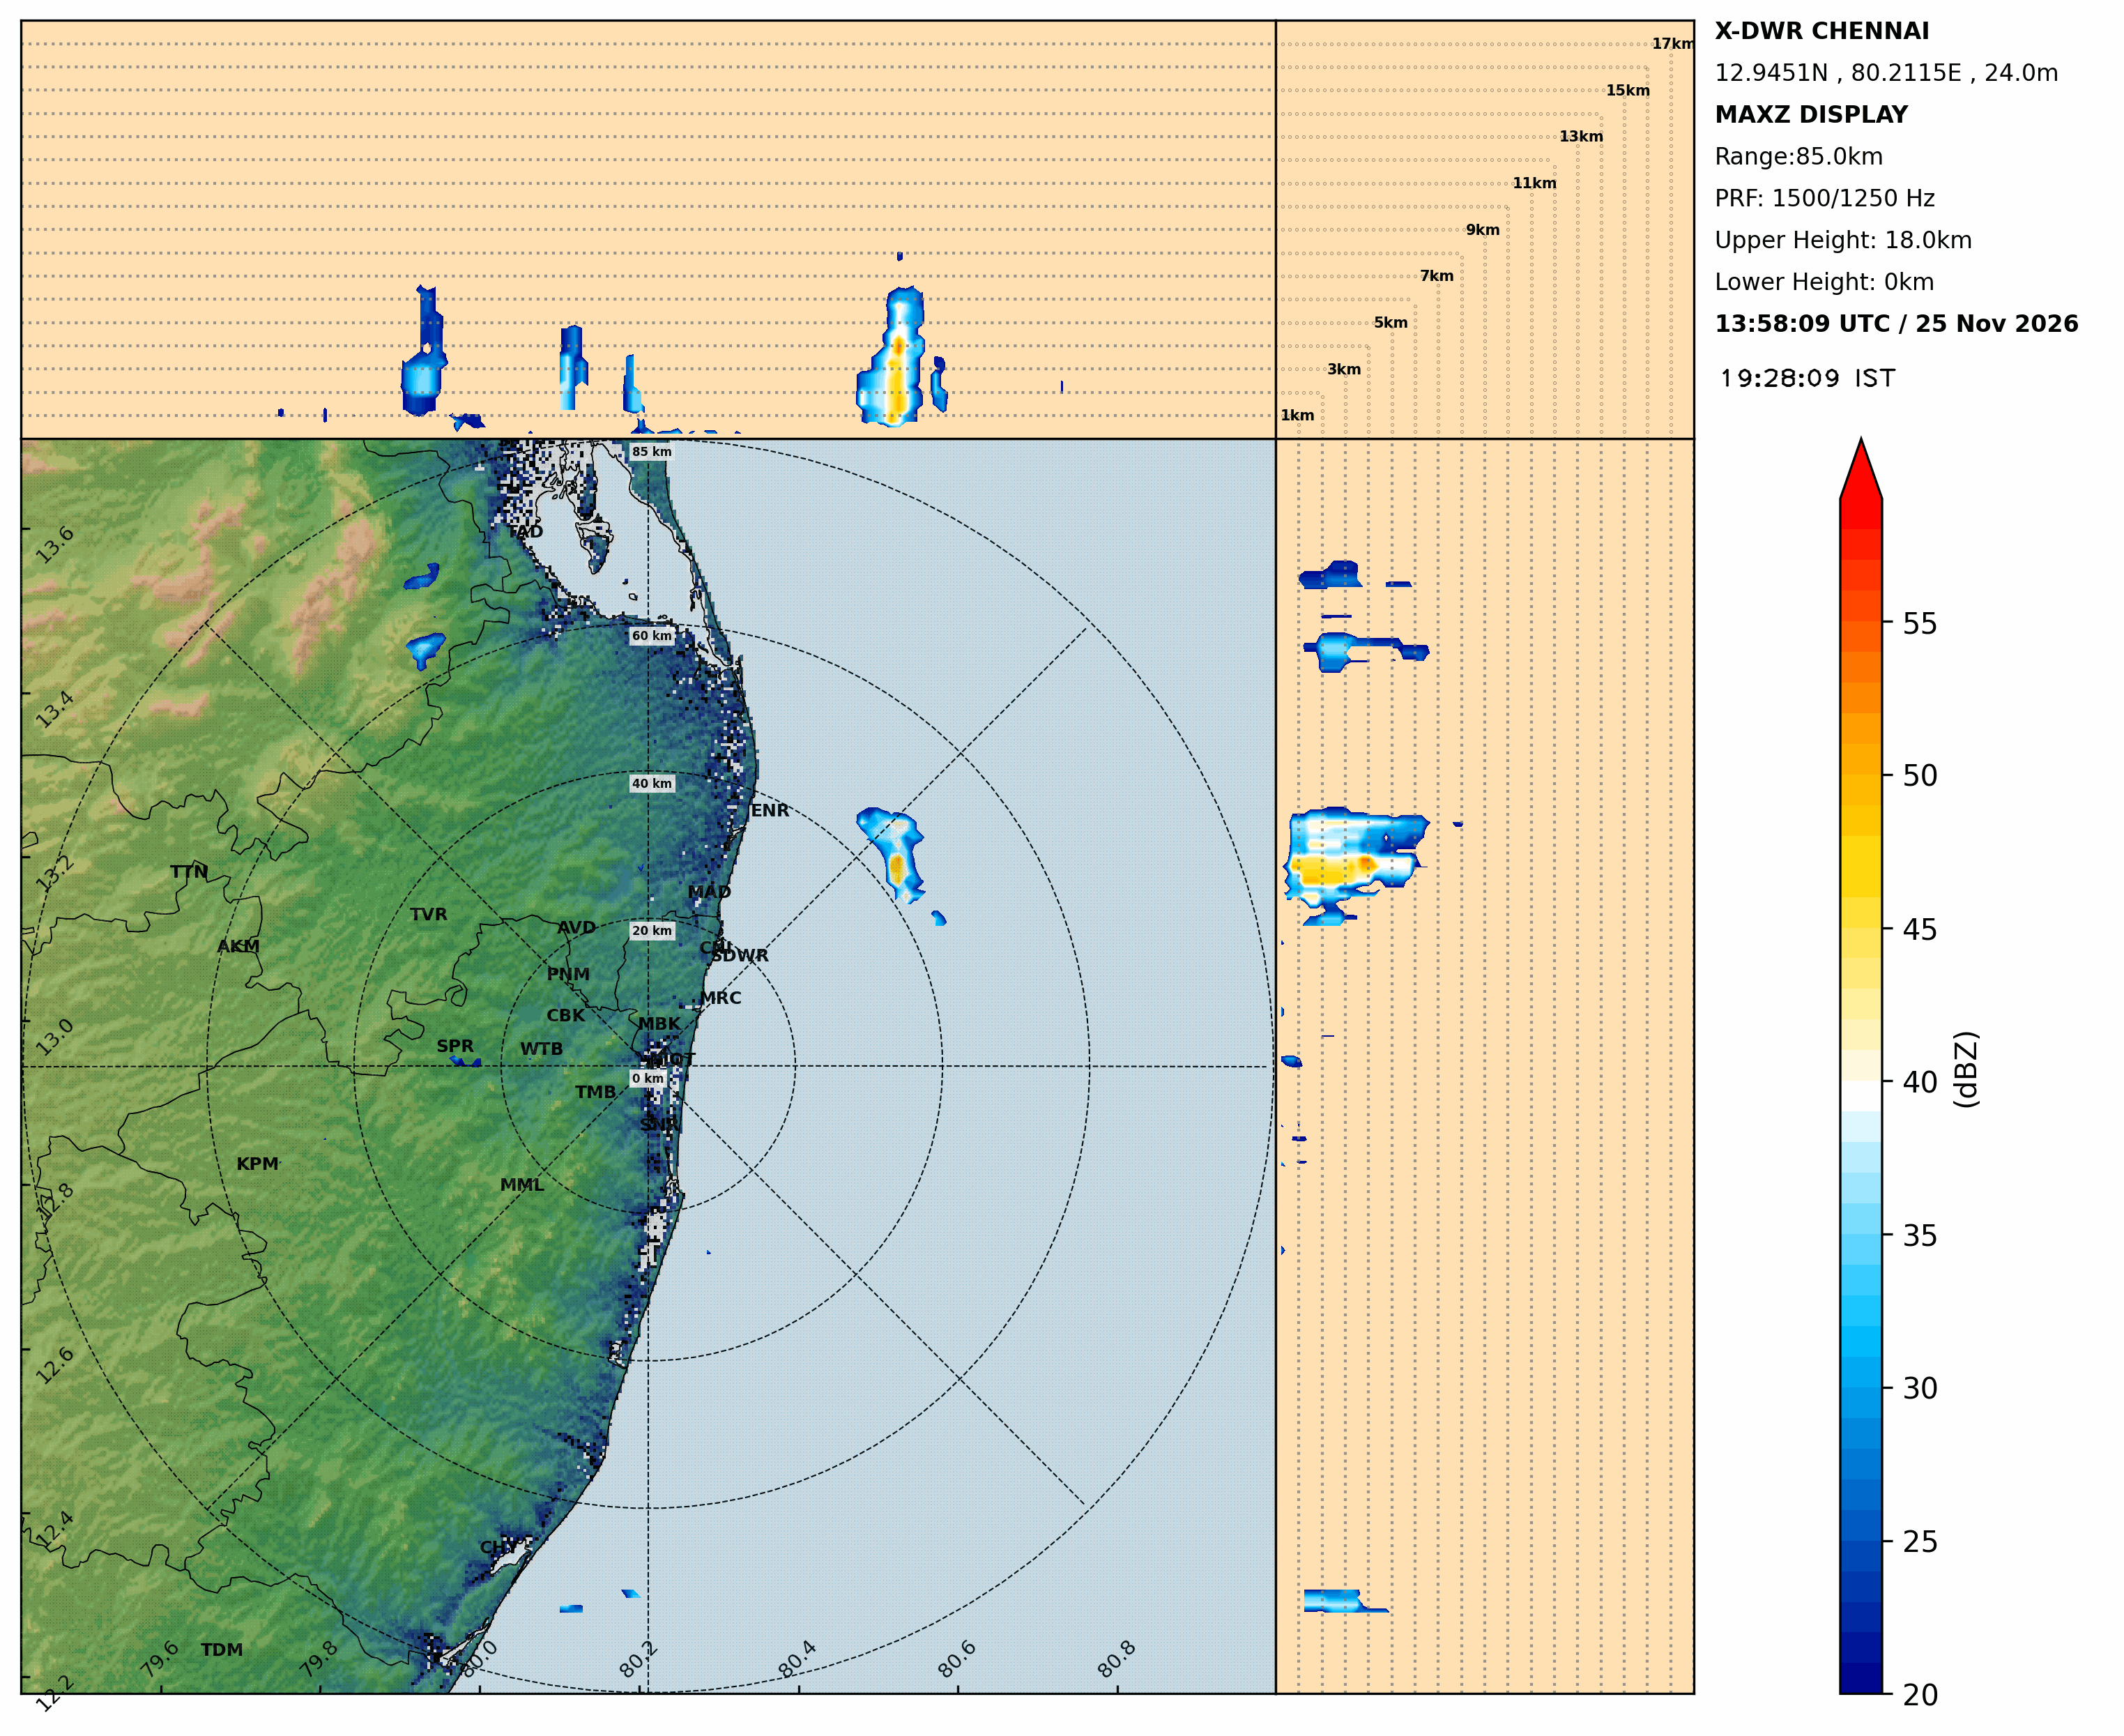 X-DWR CHENNAI
12.9451N , 80.2115E , 24.0m
MAXZ DISPLAY
Range:85.0km
PRF: 1500/1250 Hz
Upper Height: 18.0km
Lower Height: 0km
13:58:09 UTC / 25 Nov 2026
19:28:09 IST
17km
15km
13km
11km
9km
7km
5km
3km
1km
85 km
TAD
13.6
60 km
13.4
40 km
ENR
13.2
TTN
MAD
TVR
AVD
20 km
AKM
SDWR
PNM
MRC
CBK
MBK
13.0
SPR
WTB
0 km
TMB
SNR
KPM
MML
12.8
12.6
12.4
CHY
TDM
12.2
79.6
79.8
80.0
80.2
80.4
80.6
80.8
55
50
45
40
35
30
25
20
(dBZ)